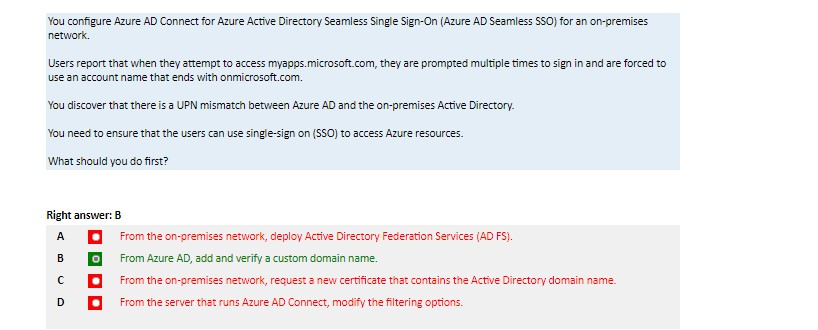 You configure Azure AD Connect for Azure Active Directory Seamless Single Sign-On (Azure AD Seamless SSO) for an on-premises
network.
Users report that when they attempt to access myapps.microsoft.com, they are prompted multiple times to sign in and are forced to
use an account name that ends with onmicrosoft.com.
You discover that there is a UPN mismatch between Azure AD and the on-premises Active Directory.
You need to ensure that the users can use single-sign on (SSO) to access Azure resources.
What should you do first?
Right answer: B
A From the on-premises network, deploy Active Directory Federation Services (AD FS).
B From Azure AD, add and verify a custom domain name.
C From the on-premises network, request a new certificate that contains the Active Directory domain name.
D From the server that runs Azure AD Connect, modify the filtering options.